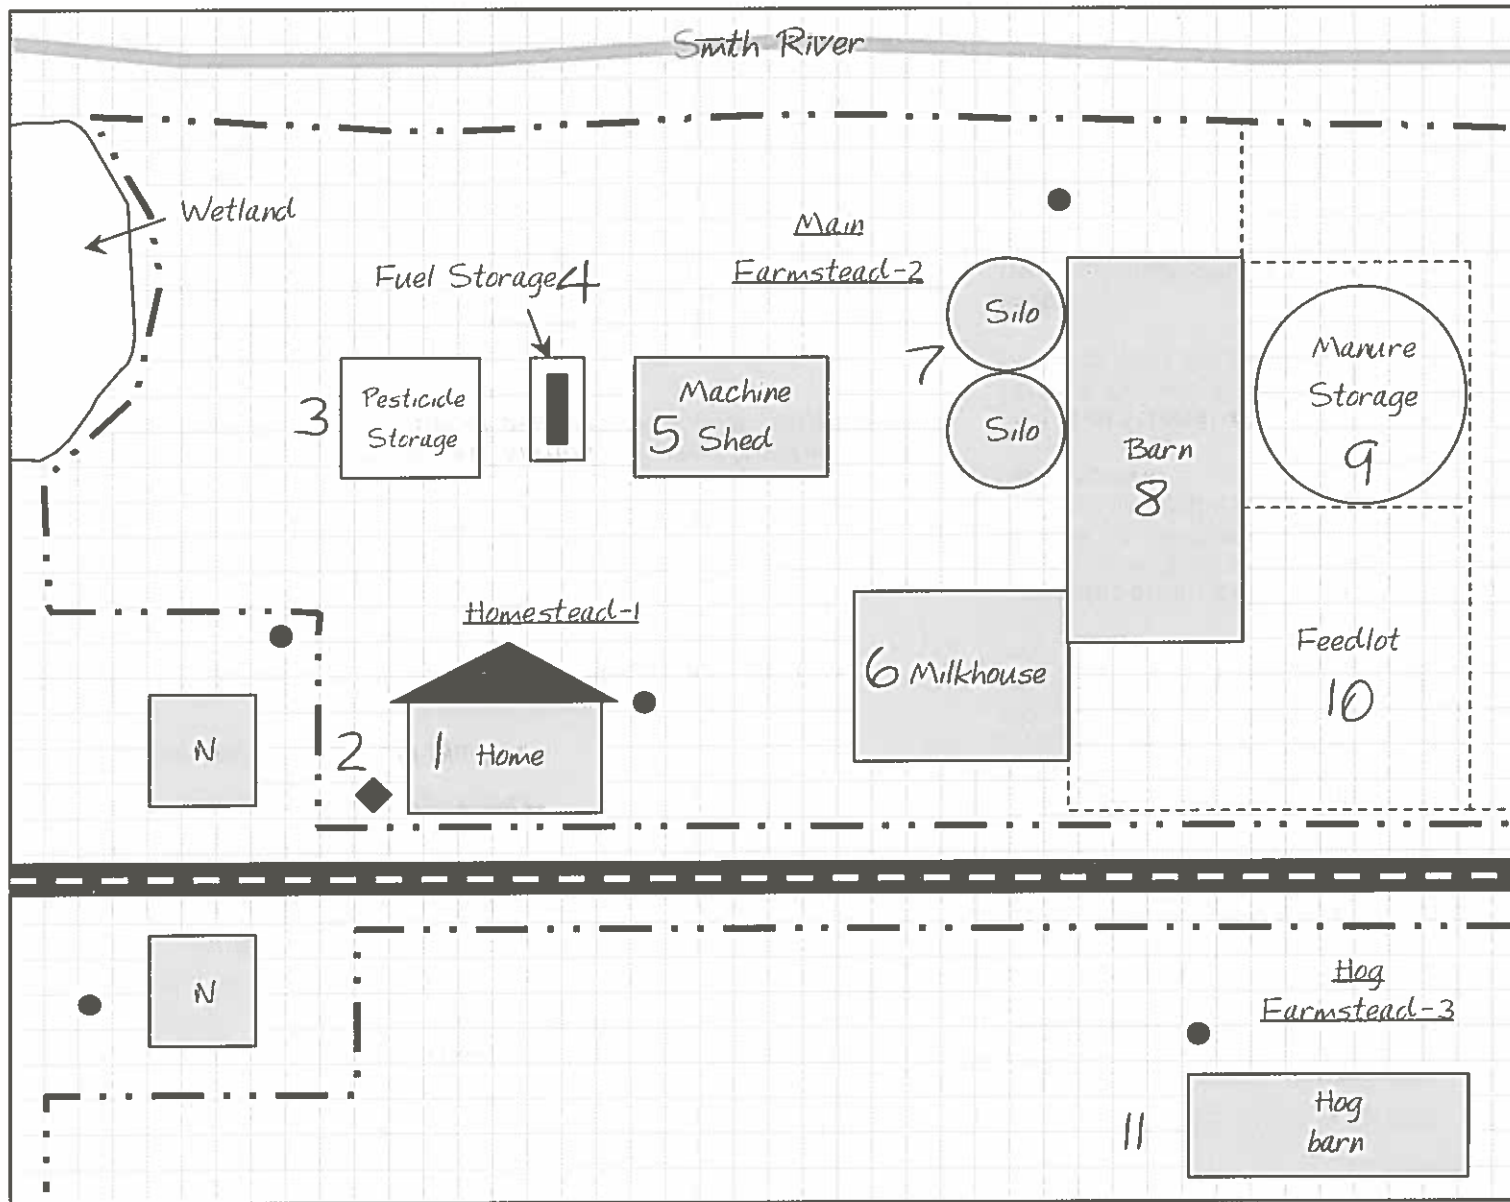 Smth River
Wetland
Main
Farmstead-2
Fuel Storage 4
Silo
7
Silo
Manure
Storage
9
3
Pesticide
Storage
Machine
5 Shed
Barn
8
Homestead-1
6 Milkhouse
Feedlot
10
N
2
1 Home
N
Hog
Farmstead-3
11
Hog
barn